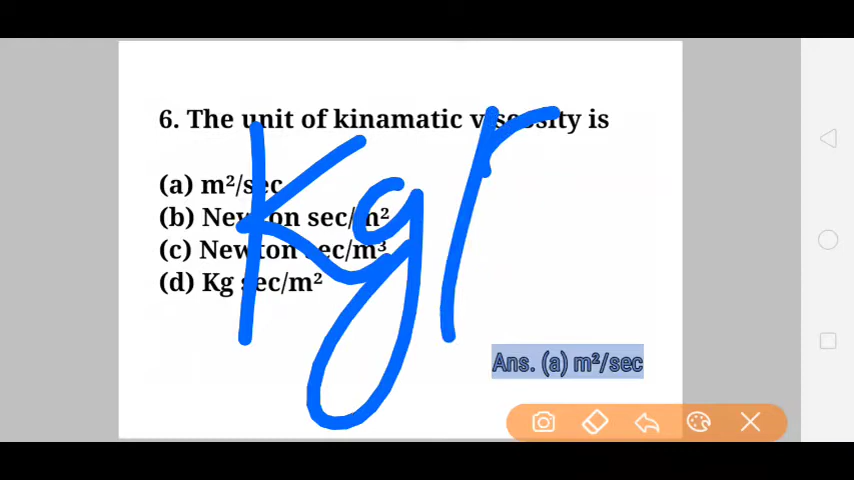 6. The unit of kinamatic viscosity is
(a) m²/sec
(b) Newton sec/m²
(c) Newton sec/m³
(d) Kg sec/m²
Kgr
Ans. (a) m²/sec